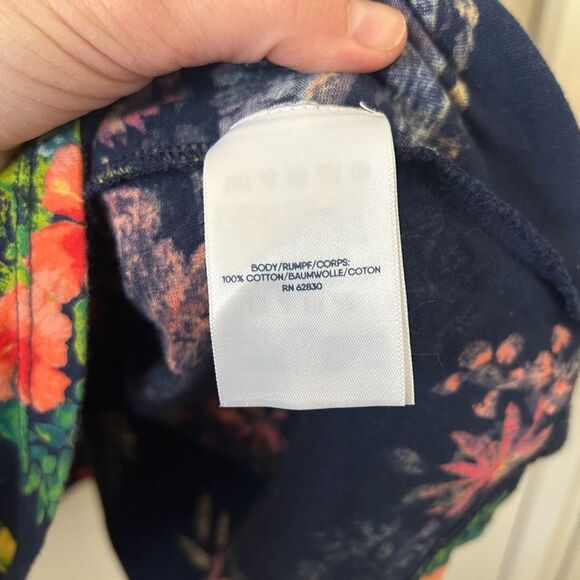 BODY/RUMPF/CORPS:
100% COTTON/BAUMWOLLE/COTON
RN 62830